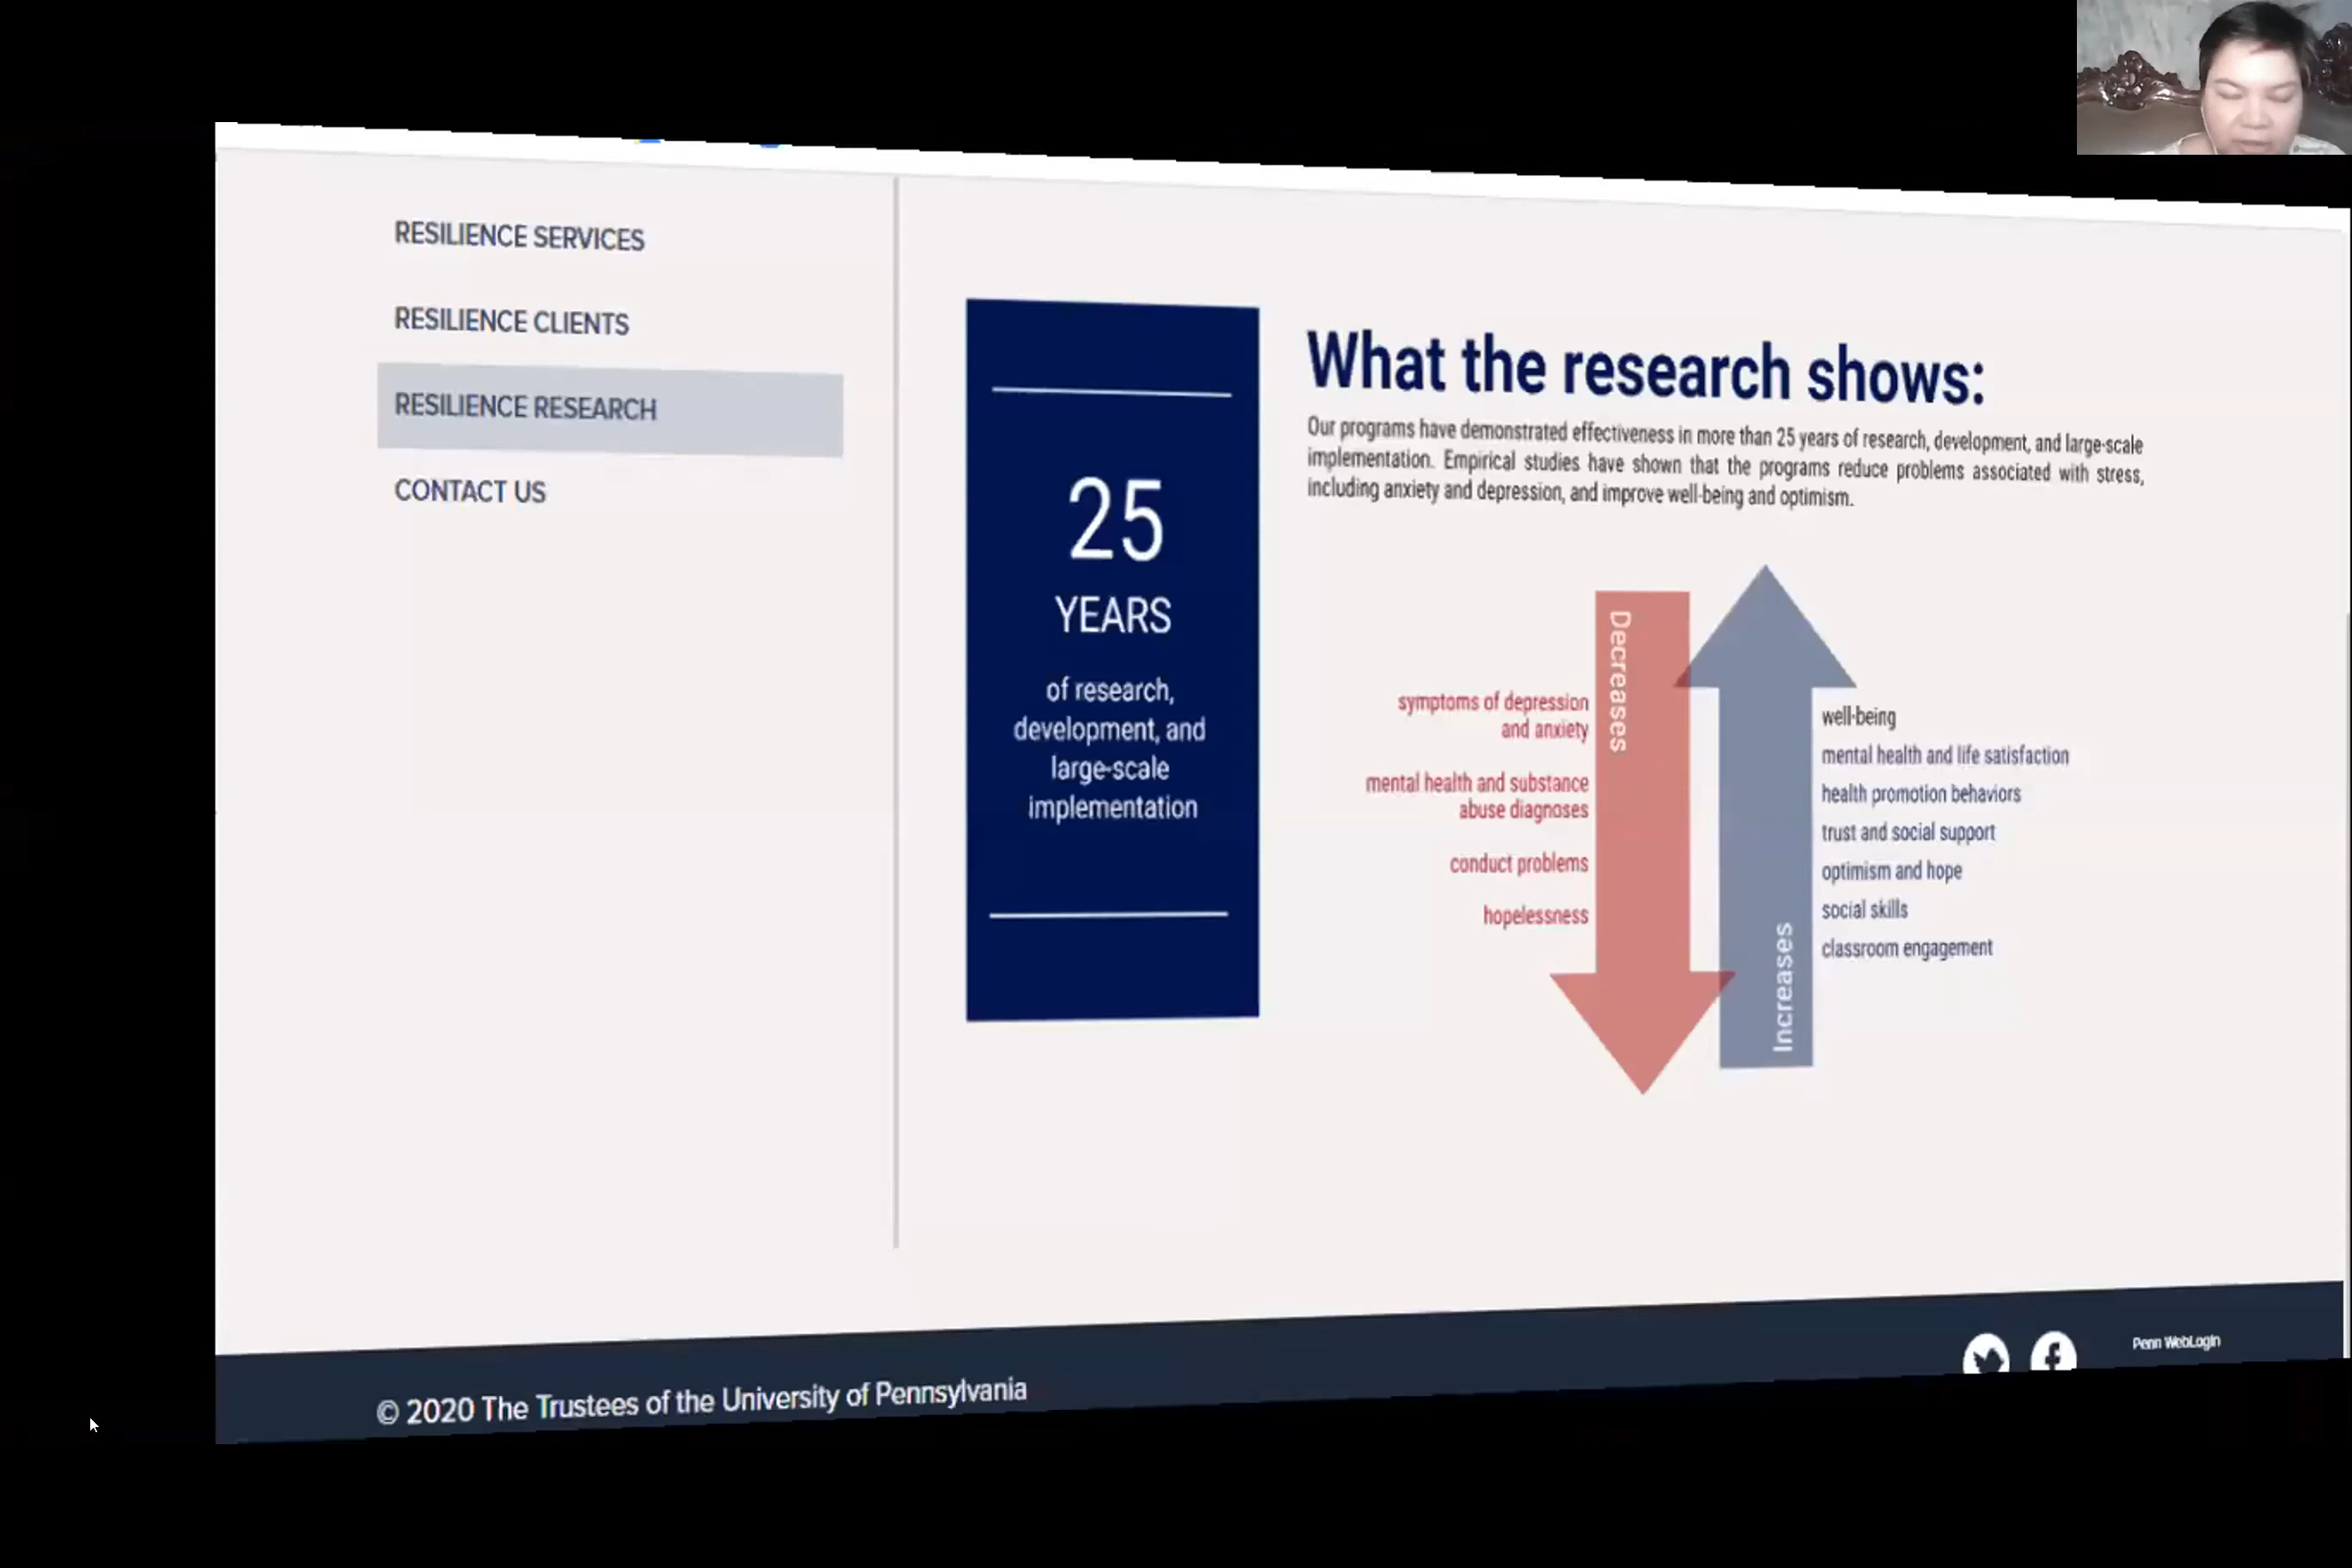 RESILIENCE SERVICES
RESILIENCE CLIENTS
RESILIENCE RESEARCH
CONTACT US
25
YEARS
of research,
development, and
large-scale
implementation
What the research shows:
Our programs have demonstrated effectiveness in more than 25 years of research, development, and large-scale
implementation. Empirical studies have shown that the programs reduce problems associated with stress,
including anxiety and depression, and improve well-being and optimism.
Decreases
symptoms of depression
and anxiety
mental health and substance
abuse diagnoses
conduct problems
hopelessness
Increases
well-being
mental health and life satisfaction
health promotion behaviors
trust and social support
optimism and hope
social skills
classroom engagement
© 2020 The Trustees of the University of Pennsylvania
Penn WebLogin